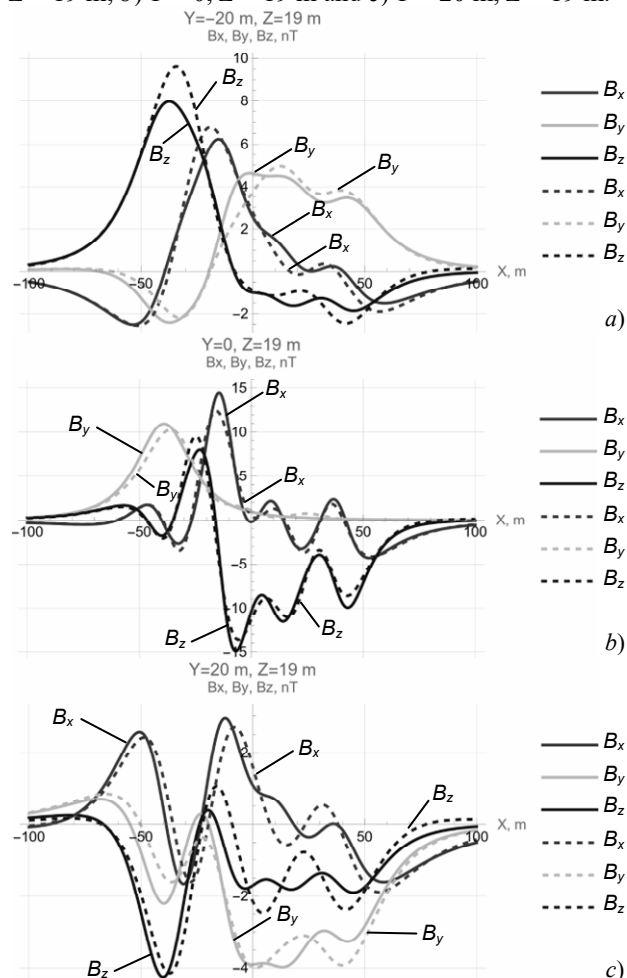 Z = 19 m, b) Y = 0, Z = 19 m and c) Y = 20 m, Z = 19 m.
Y=−20 m, Z=19 m
Bx, By, Bz, nT
10
8
6
4
2
−2
−100
−50
0
50
100
X, m
Bz
Bz
By
By
Bx
Bx
Bx
By
Bz
Bx
By
Bz
a)
Y=0, Z=19 m
Bx, By, Bz, nT
15
10
5
−5
−10
−15
−100
−50
0
50
100
X, m
By
By
Bx
Bx
Bz
Bz
Bx
By
Bz
Bx
By
Bz
b)
Y=20 m, Z=19 m
Bx, By, Bz, nT
2
−2
−4
−100
−50
0
50
100
X, m
Bx
Bx
Bz
By
By
Bz
Bx
By
Bz
Bx
By
Bz
c)